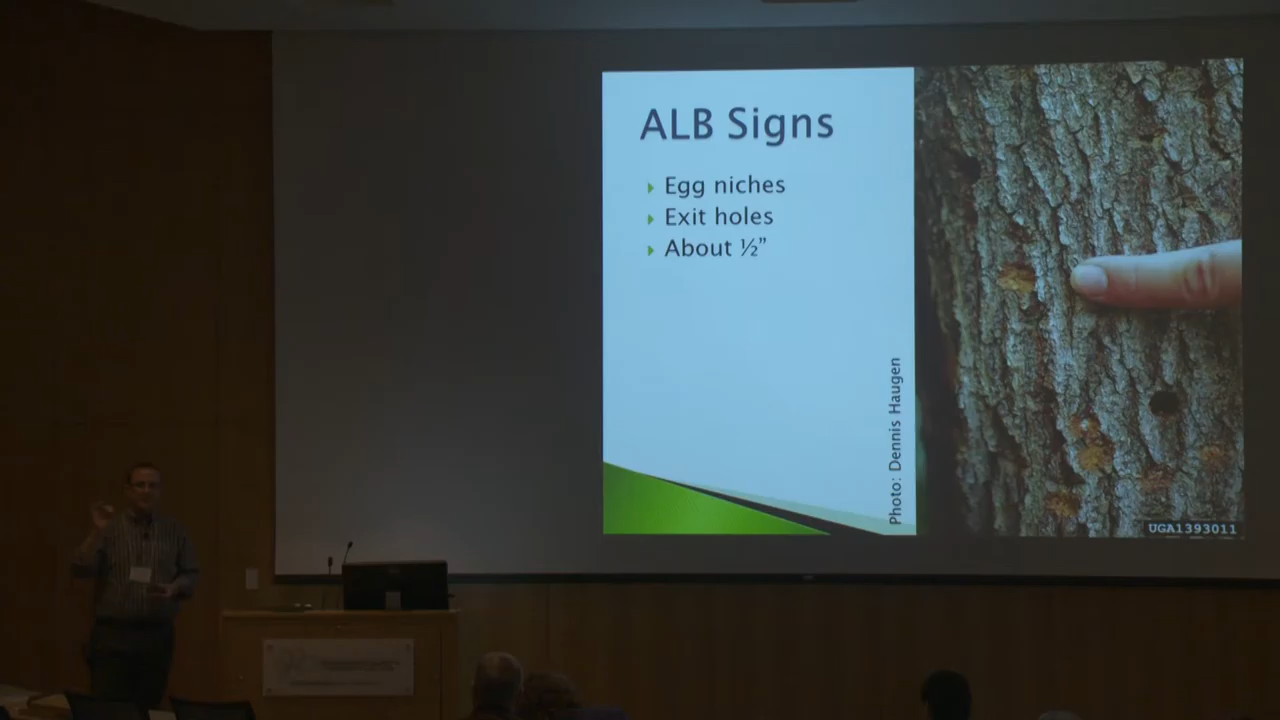 ALB Signs
Egg niches
Exit holes
About ½”
Photo: Dennis Haugen
UGA1393011